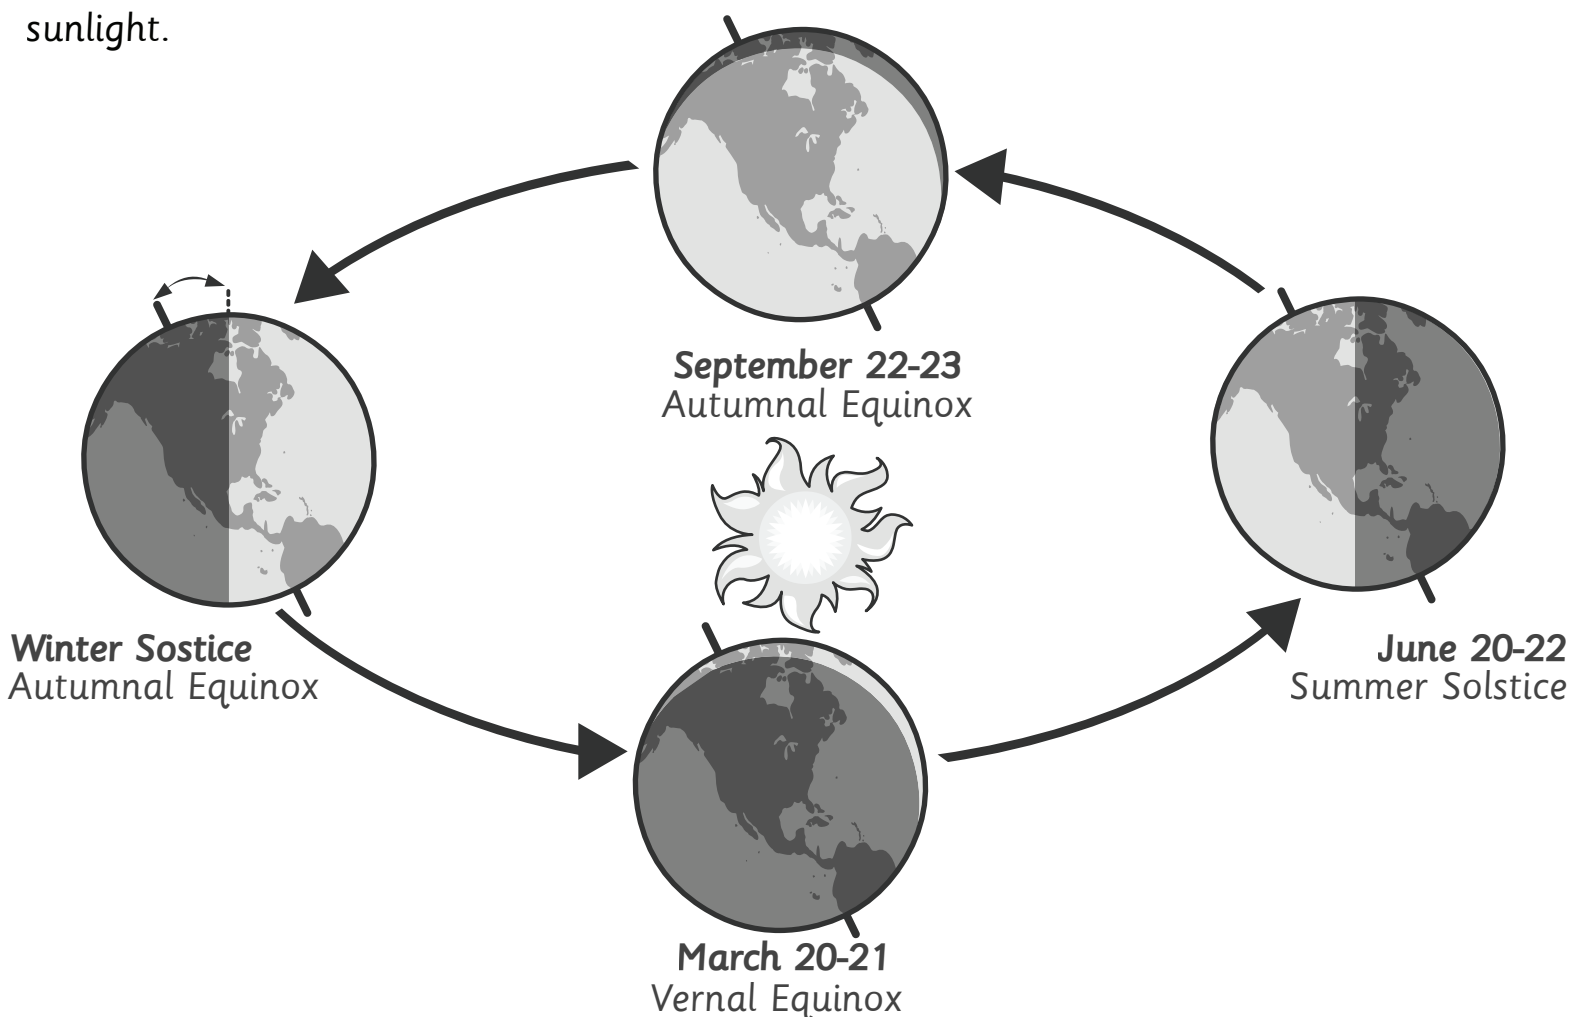 sunlight.
September 22-23
Autumnal Equinox
Winter Sostice
Autumnal Equinox
June 20-22
Summer Solstice
March 20-21
Vernal Equinox